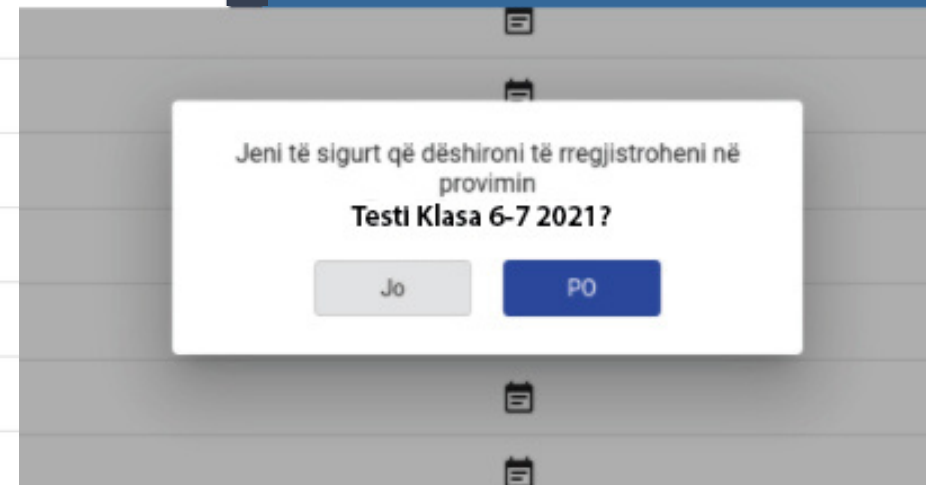 Jeni të sigurt që dëshironi të rregjistroheni në
provimin
Testi Klasa 6-7 2021?
Jo
PO